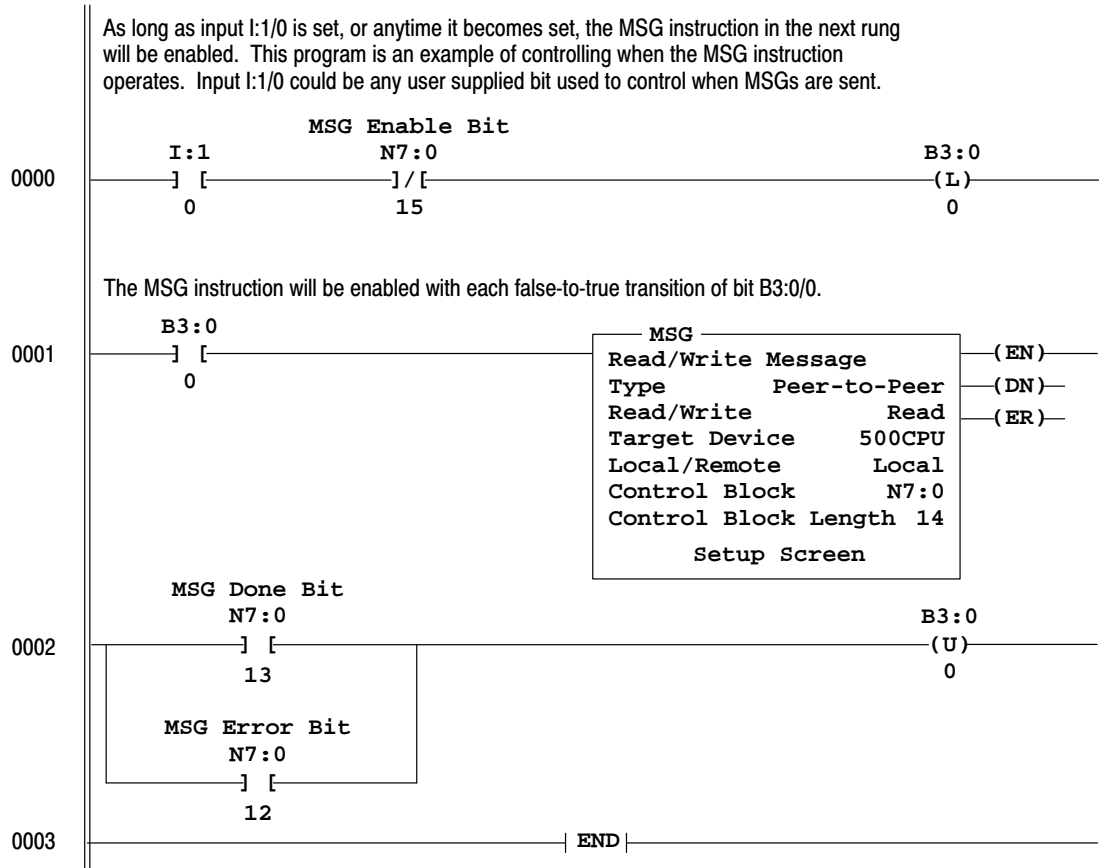 As long as input I:1/0 is set, or anytime it becomes set, the MSG instruction in the next rung
will be enabled. This program is an example of controlling when the MSG instruction
operates. Input I:1/0 could be any user supplied bit used to control when MSGs are sent.
MSG Enable Bit
I:1 N7:0 B3:0
0000 ] [ ]/[ (L)
0 15 0
The MSG instruction will be enabled with each false-to-true transition of bit B3:0/0.
B3:0
0001 ] [
0
MSG
Read/Write Message (EN)
Type Peer-to-Peer (DN)
Read/Write Read (ER)
Target Device 500CPU
Local/Remote Local
Control Block N7:0
Control Block Length 14
Setup Screen
MSG Done Bit
N7:0 B3:0
0002 ] [ (U)
13 0
MSG Error Bit
N7:0
] [
12
0003 END